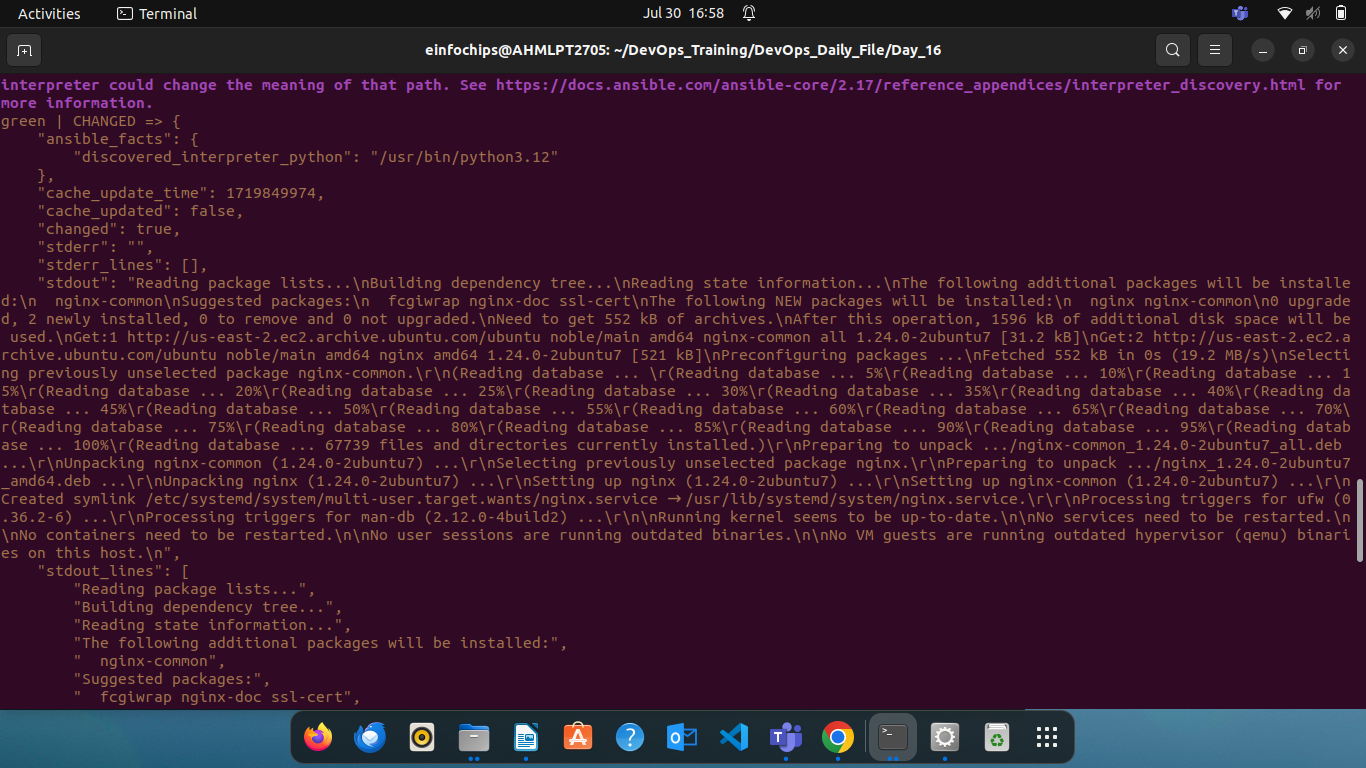 Activities
Terminal
Jul 30 16:58
einfochips@AHMLPT2705: ~/DevOps_Training/DevOps_Daily_File/Day_16
interpreter could change the meaning of that path. See https://docs.ansible.com/ansible-core/2.17/reference_appendices/interpreter_discovery.html for
more information.
green | CHANGED => {
    "ansible_facts": {
        "discovered_interpreter_python": "/usr/bin/python3.12"
    },
    "cache_update_time": 1719849974,
    "cache_updated": false,
    "changed": true,
    "stderr": "",
    "stderr_lines": [],
    "stdout": "Reading package lists...\nBuilding dependency tree...\nReading state information...\nThe following additional packages will be installe
d:\n  nginx-common\nSuggested packages:\n  fcgiwrap nginx-doc ssl-cert\nThe following NEW packages will be installed:\n  nginx nginx-common\n0 upgrade
d, 2 newly installed, 0 to remove and 0 not upgraded.\nNeed to get 552 kB of archives.\nAfter this operation, 1596 kB of additional disk space will be
 used.\nGet:1 http://us-east-2.ec2.archive.ubuntu.com/ubuntu noble/main amd64 nginx-common all 1.24.0-2ubuntu7 [31.2 kB]\nGet:2 http://us-east-2.ec2.a
rchive.ubuntu.com/ubuntu noble/main amd64 nginx amd64 1.24.0-2ubuntu7 [521 kB]\nPreconfiguring packages ...\nFetched 552 kB in 0s (19.2 MB/s)\nSelecti
ng previously unselected package nginx-common.\r\n(Reading database ... \r(Reading database ... 5%\r(Reading database ... 10%\r(Reading database ... 1
5%\r(Reading database ... 20%\r(Reading database ... 25%\r(Reading database ... 30%\r(Reading database ... 35%\r(Reading database ... 40%\r(Reading da
tabase ... 45%\r(Reading database ... 50%\r(Reading database ... 55%\r(Reading database ... 60%\r(Reading database ... 65%\r(Reading database ... 70%\
r(Reading database ... 75%\r(Reading database ... 80%\r(Reading database ... 85%\r(Reading database ... 90%\r(Reading database ... 95%\r(Reading datab
ase ... 100%\r(Reading database ... 67739 files and directories currently installed.)\r\nPreparing to unpack .../nginx-common_1.24.0-2ubuntu7_all.deb 
...\r\nUnpacking nginx-common (1.24.0-2ubuntu7) ...\r\nSelecting previously unselected package nginx.\r\nPreparing to unpack .../nginx_1.24.0-2ubuntu7
_amd64.deb ...\r\nUnpacking nginx (1.24.0-2ubuntu7) ...\r\nSetting up nginx (1.24.0-2ubuntu7) ...\r\nSetting up nginx-common (1.24.0-2ubuntu7) ...\r\n
Created symlink /etc/systemd/system/multi-user.target.wants/nginx.service → /usr/lib/systemd/system/nginx.service.\r\r\nProcessing triggers for ufw (0
.36.2-6) ...\r\nProcessing triggers for man-db (2.12.0-4build2) ...\r\n\nRunning kernel seems to be up-to-date.\n\nNo services need to be restarted.\n
\nNo containers need to be restarted.\n\nNo user sessions are running outdated binaries.\n\nNo VM guests are running outdated hypervisor (qemu) binari
es on this host.\n",
    "stdout_lines": [
        "Reading package lists...",
        "Building dependency tree...",
        "Reading state information...",
        "The following additional packages will be installed:",
        "  nginx-common",
        "Suggested packages:",
        "  fcgiwrap nginx-doc ssl-cert",